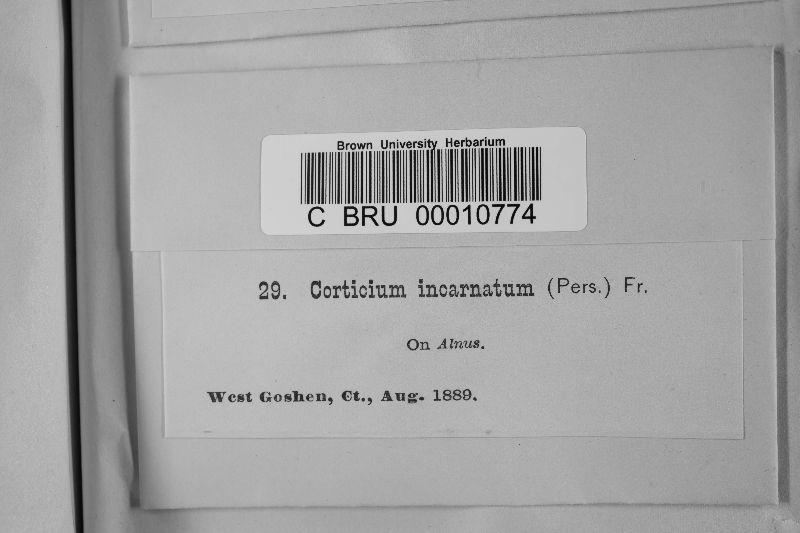 Brown University Herbarium
C BRU 00010774
29. Corticium incarnatum (Pers.) Fr.
On Alnus.
West Goshen, Ct., Aug. 1889.